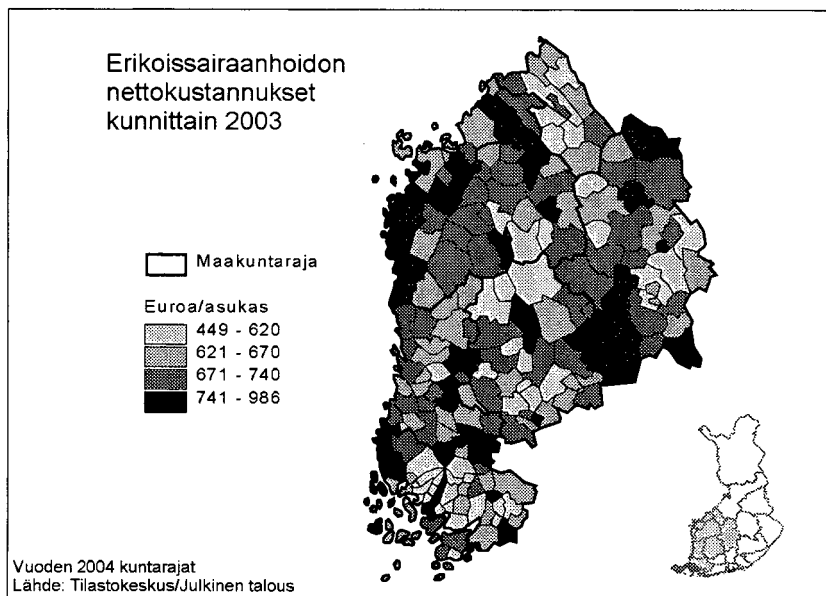 Erikoissairaanhoidon
nettokustannukset
kunnittain 2003
Maakuntaraja
Euroa/asukas
449 - 620
621 - 670
671 - 740
741 - 986
Vuoden 2004 kuntarajat
Lähde: Tilastokeskus/Julkinen talous